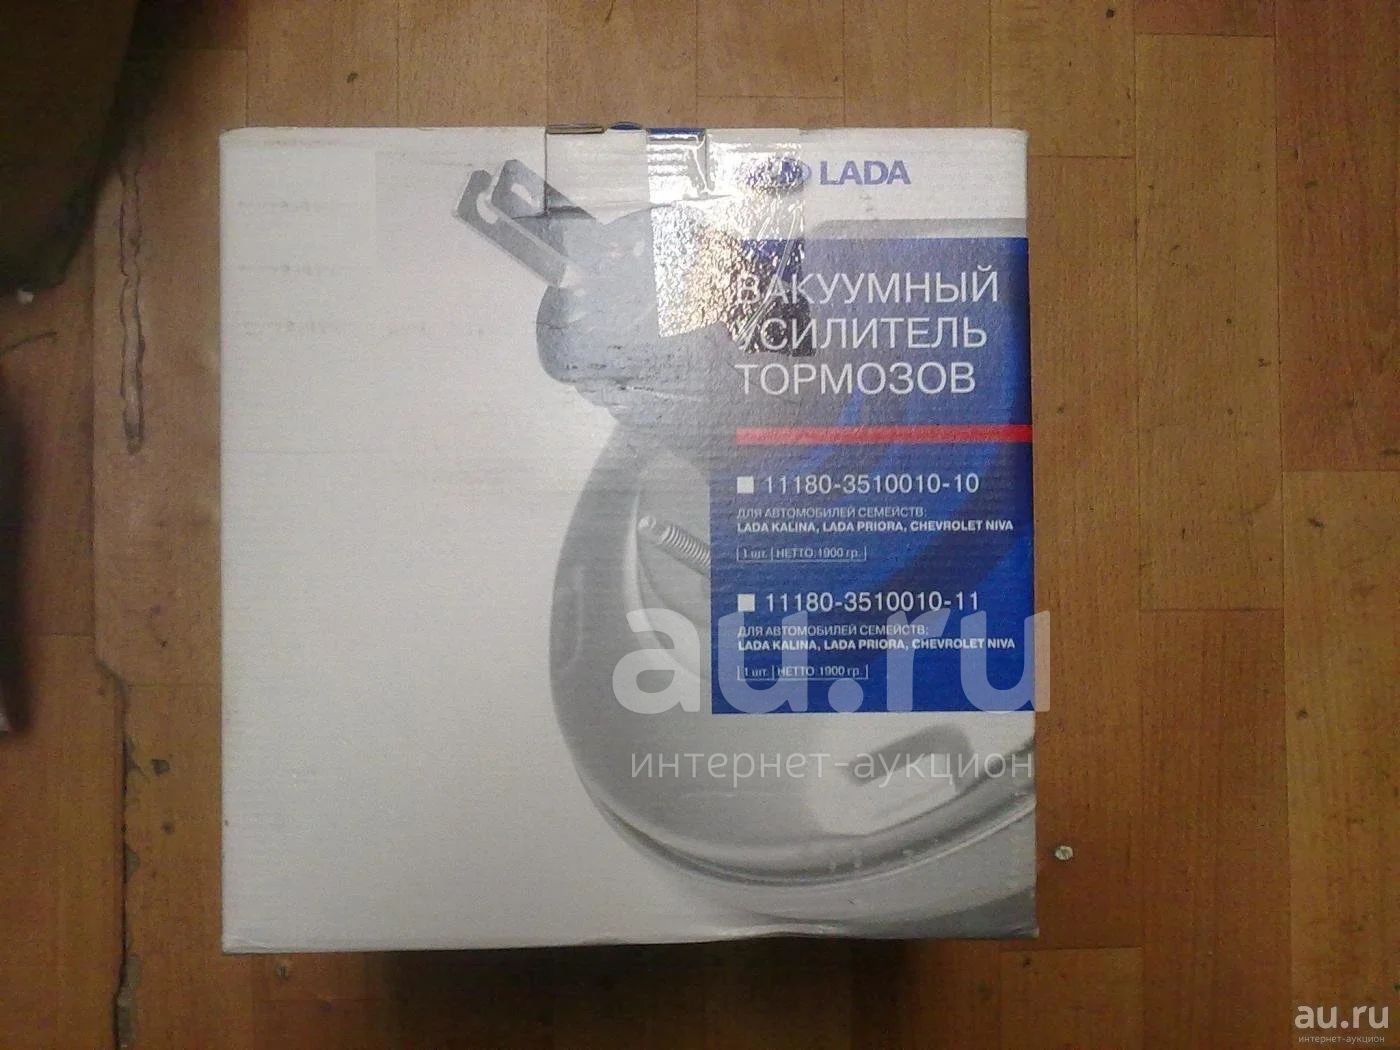 LADA
ВАКУУМНЫЙ
УСИЛИТЕЛЬ
ТОРМОЗОВ
11180-3510010-10
ДЛЯ АВТОМОБИЛЕЙ СЕМЕЙСТВ:
LADA KALINA, LADA PRIORA, CHEVROLET NIVA
1 шт. НЕТТО 1900 гр.
11180-3510010-11
ДЛЯ АВТОМОБИЛЕЙ СЕМЕЙСТВ:
LADA KALINA, LADA PRIORA, CHEVROLET NIVA
1 шт. НЕТТО 1900 гр.
au.ru
интернет-аукцион
au.ru
интернет-аукцион